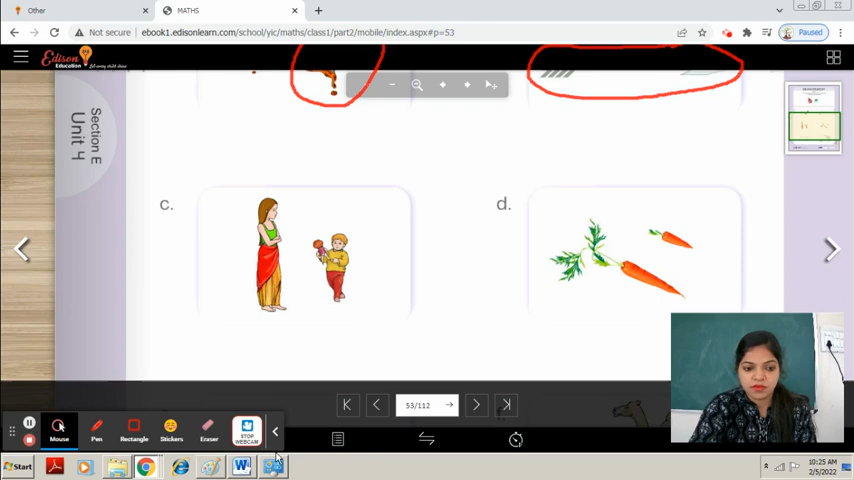 Other
MATHS
Not secure
ebook1.edisonlearn.com/school/yic/maths/class1/part2/mobile/index.aspx#p=53
Paused
Edison
Education
Section E
Unit 4
c.
d.
53/112
Mouse
Pen
Rectangle
Stickers
Eraser
STOP
WEBCAM
Start
10:25 AM
2/5/2022